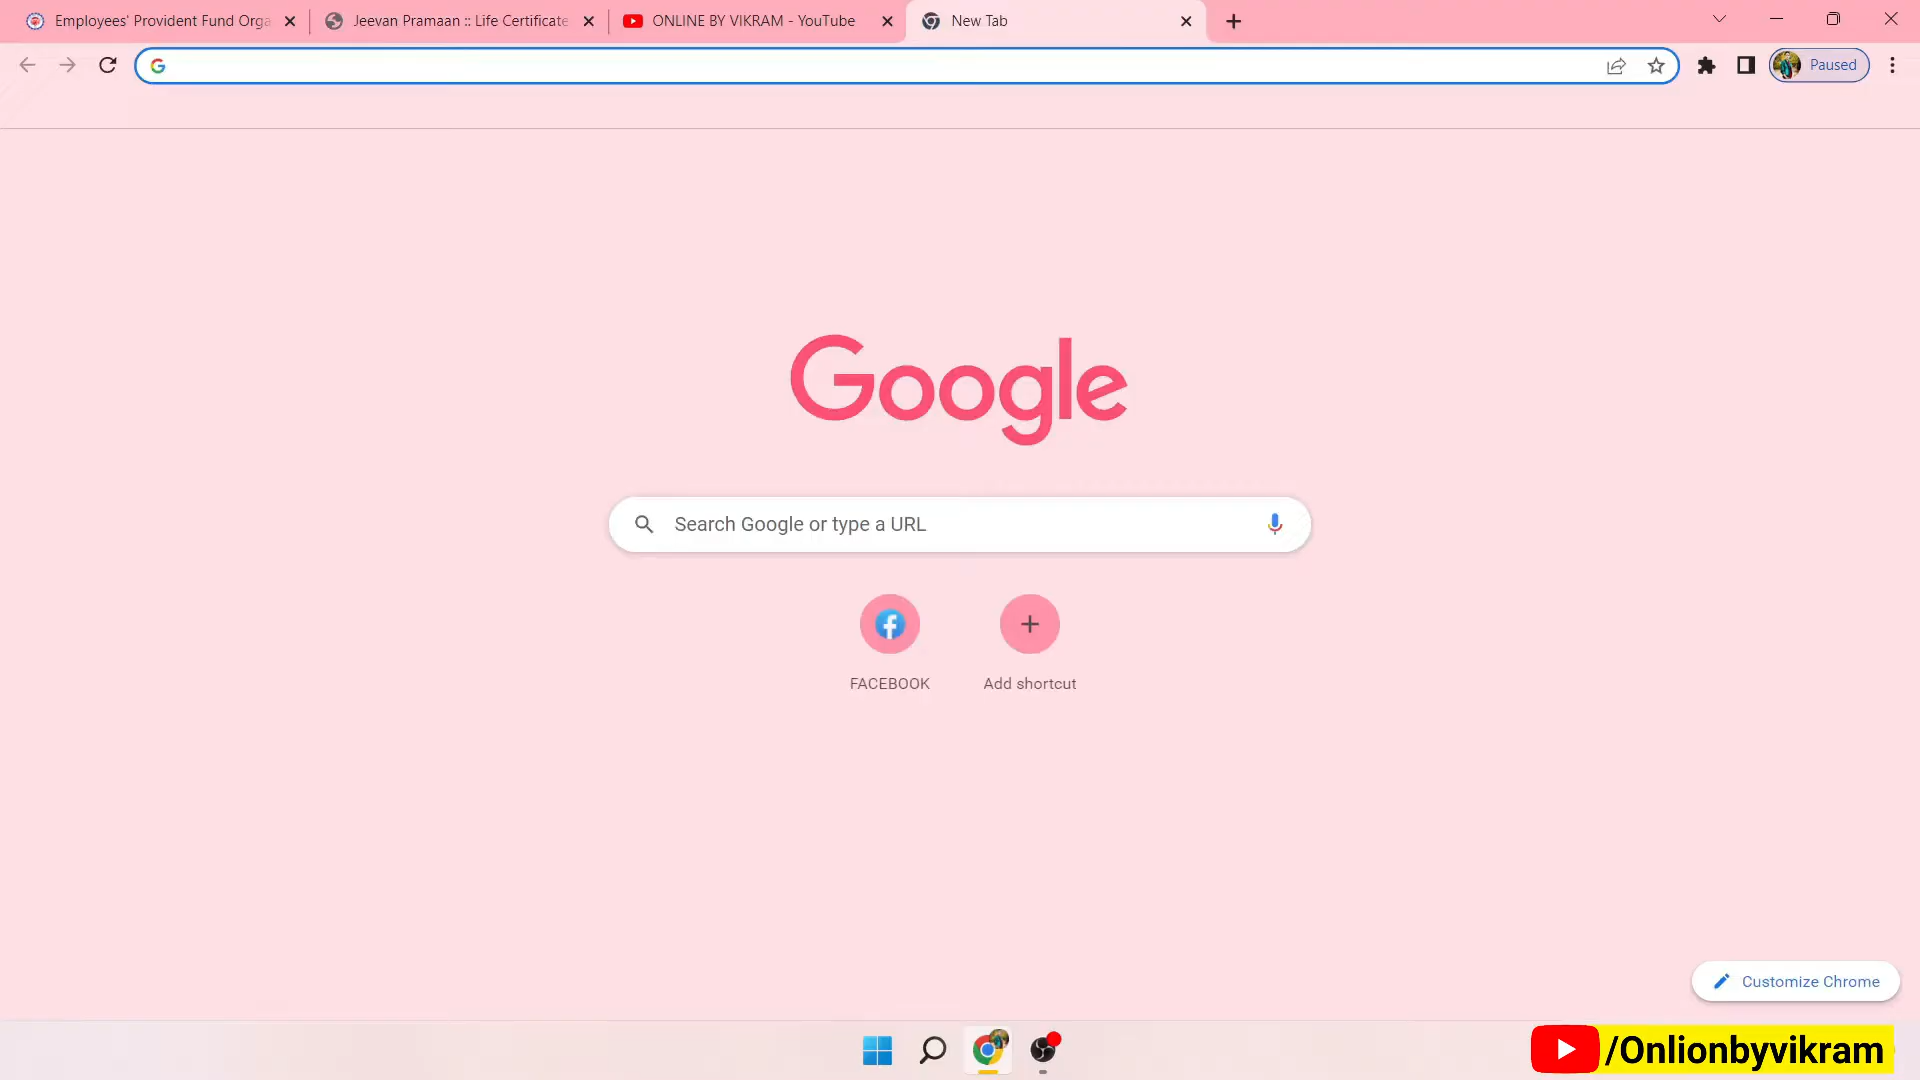 Employees' Provident Fund Orga
Jeevan Pramaan :: Life Certificate
ONLINE BY VIKRAM - YouTube
New Tab
Paused
Google
Search Google or type a URL
FACEBOOK
Add shortcut
Customize Chrome
/Onlionbyvikram